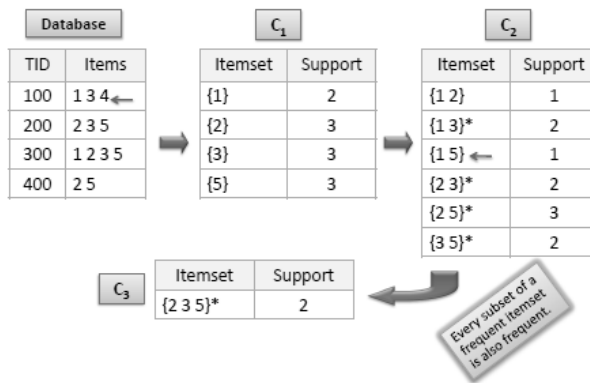 Database
TID Items
100 1 3 4
200 2 3 5
300 1 2 3 5
400 2 5
C1
Itemset Support
{1} 2
{2} 3
{3} 3
{5} 3
C2
Itemset Support
{1 2} 1
{1 3}* 2
{1 5} 1
{2 3}* 2
{2 5}* 3
{3 5}* 2
C3
Itemset Support
{2 3 5}* 2
Every subset of a
frequent itemset
is also frequent.